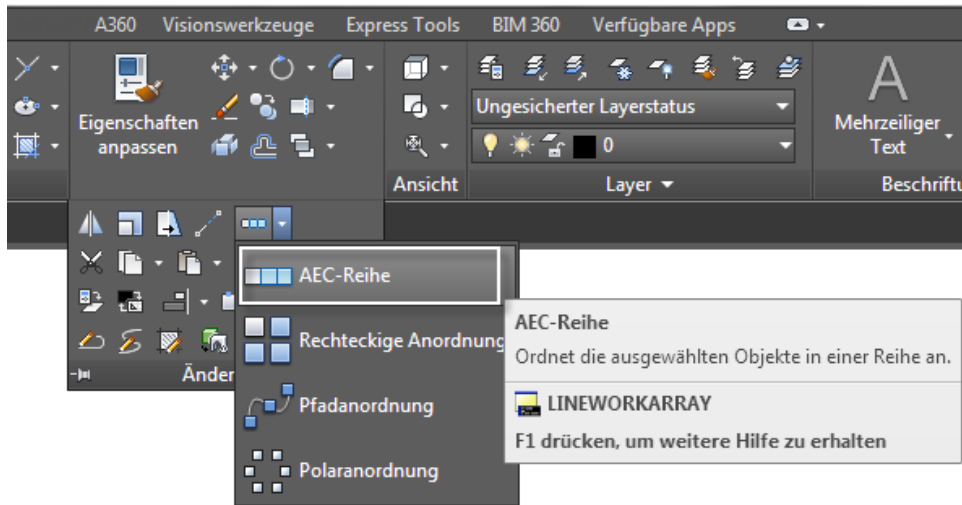 A360 Visionswerkzeuge Express Tools BIM 360 Verfügbare Apps
Eigenschaften anpassen
Ungesicherter Layerstatus
0
Mehrzeiliger Text
Ansicht
Layer
Beschriftu
AEC-Reihe
Rechteckige Anordnung
Pfadanordnung
Polaranordnung
Änder
AEC-Reihe
Ordnet die ausgewählten Objekte in einer Reihe an.
LINEWORKARRAY
F1 drücken, um weitere Hilfe zu erhalten